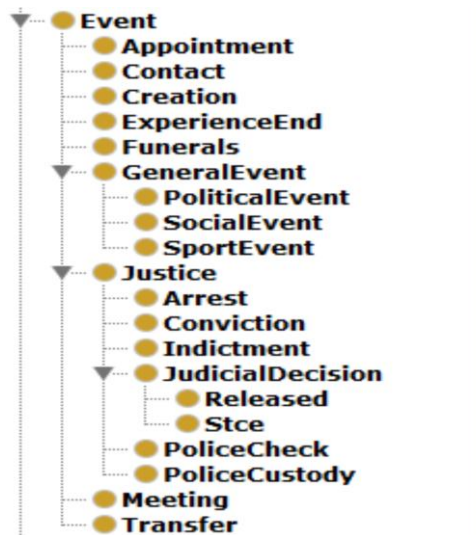 Event
Appointment
Contact
Creation
ExperienceEnd
Funerals
GeneralEvent
PoliticalEvent
SocialEvent
SportEvent
Justice
Arrest
Conviction
Indictment
JudicialDecision
Released
Stce
PoliceCheck
PoliceCustody
Meeting
Transfer